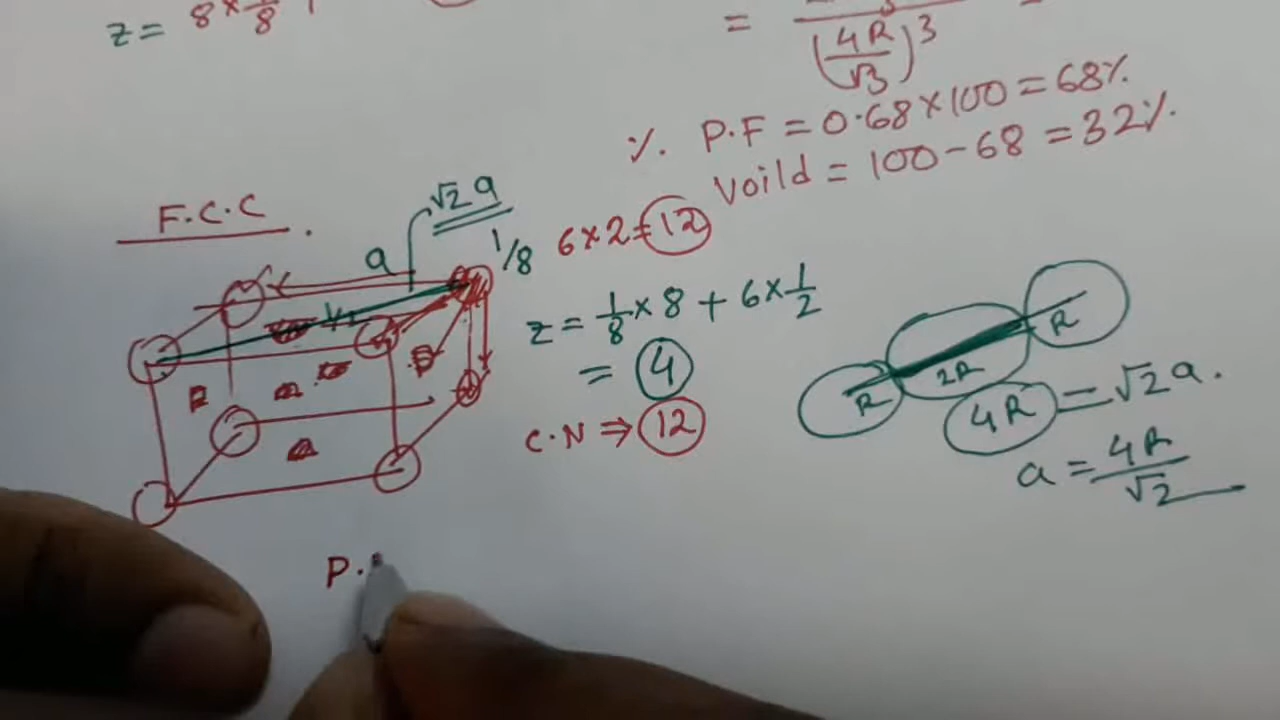 z = 8 × 1/8
= (4R/√3)^3
% P.F = 0.68 × 100 = 68%
Voild = 100 - 68 = 32%
F.C.C
√2 a
a
1/8
6 × 2 = 12
z = 1/8 × 8 + 6 × 1/2
= 4
C.N ⇒ 12
R
2R
R
4R = √2 a.
a = 4R/√2
P.